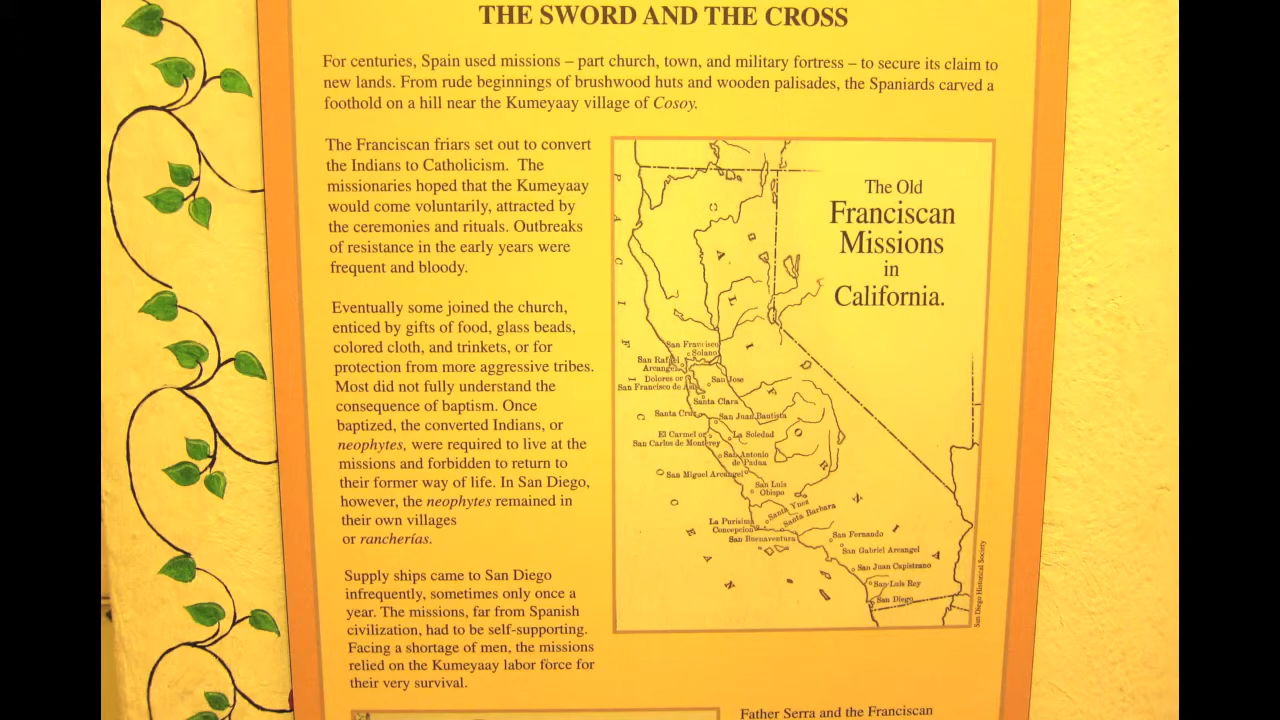 THE SWORD AND THE CROSS
For centuries, Spain used missions – part church, town, and military fortress – to secure its claim to
new lands. From rude beginnings of brushwood huts and wooden palisades, the Spaniards carved a
foothold on a hill near the Kumeyaay village of Cosoy.
The Franciscan friars set out to convert
the Indians to Catholicism. The
missionaries hoped that the Kumeyaay
would come voluntarily, attracted by
the ceremonies and rituals. Outbreaks
of resistance in the early years were
frequent and bloody.
Eventually some joined the church,
enticed by gifts of food, glass beads,
colored cloth, and trinkets, or for
protection from more aggressive tribes.
Most did not fully understand the
consequence of baptism. Once
baptized, the converted Indians, or
neophytes, were required to live at the
missions and forbidden to return to
their former way of life. In San Diego,
however, the neophytes remained in
their own villages
or rancherías.
Supply ships came to San Diego
infrequently, sometimes only once a
year. The missions, far from Spanish
civilization, had to be self-supporting.
Facing a shortage of men, the missions
relied on the Kumeyaay labor force for
their very survival.
The Old
Franciscan
Missions
in
California.
PACIFIC OCEAN
CALIFORNIA
San Francisco
Solano
San Rafael
Arcangel
Dolores or
San Francisco de Asis
San Jose
Santa Clara
Santa Cruz
San Juan Bautista
El Carmel or
San Carlos de Monterey
La Soledad
San Antonio
de Padua
San Miguel Arcangel
San Luis
Obispo
Santa Ynez
Santa Barbara
La Purisima
Concepcion
San Buenaventura
San Fernando
San Gabriel Arcangel
San Juan Capistrano
San Luis Rey
San Diego
San Diego Historical Society
Father Serra and the Franciscan